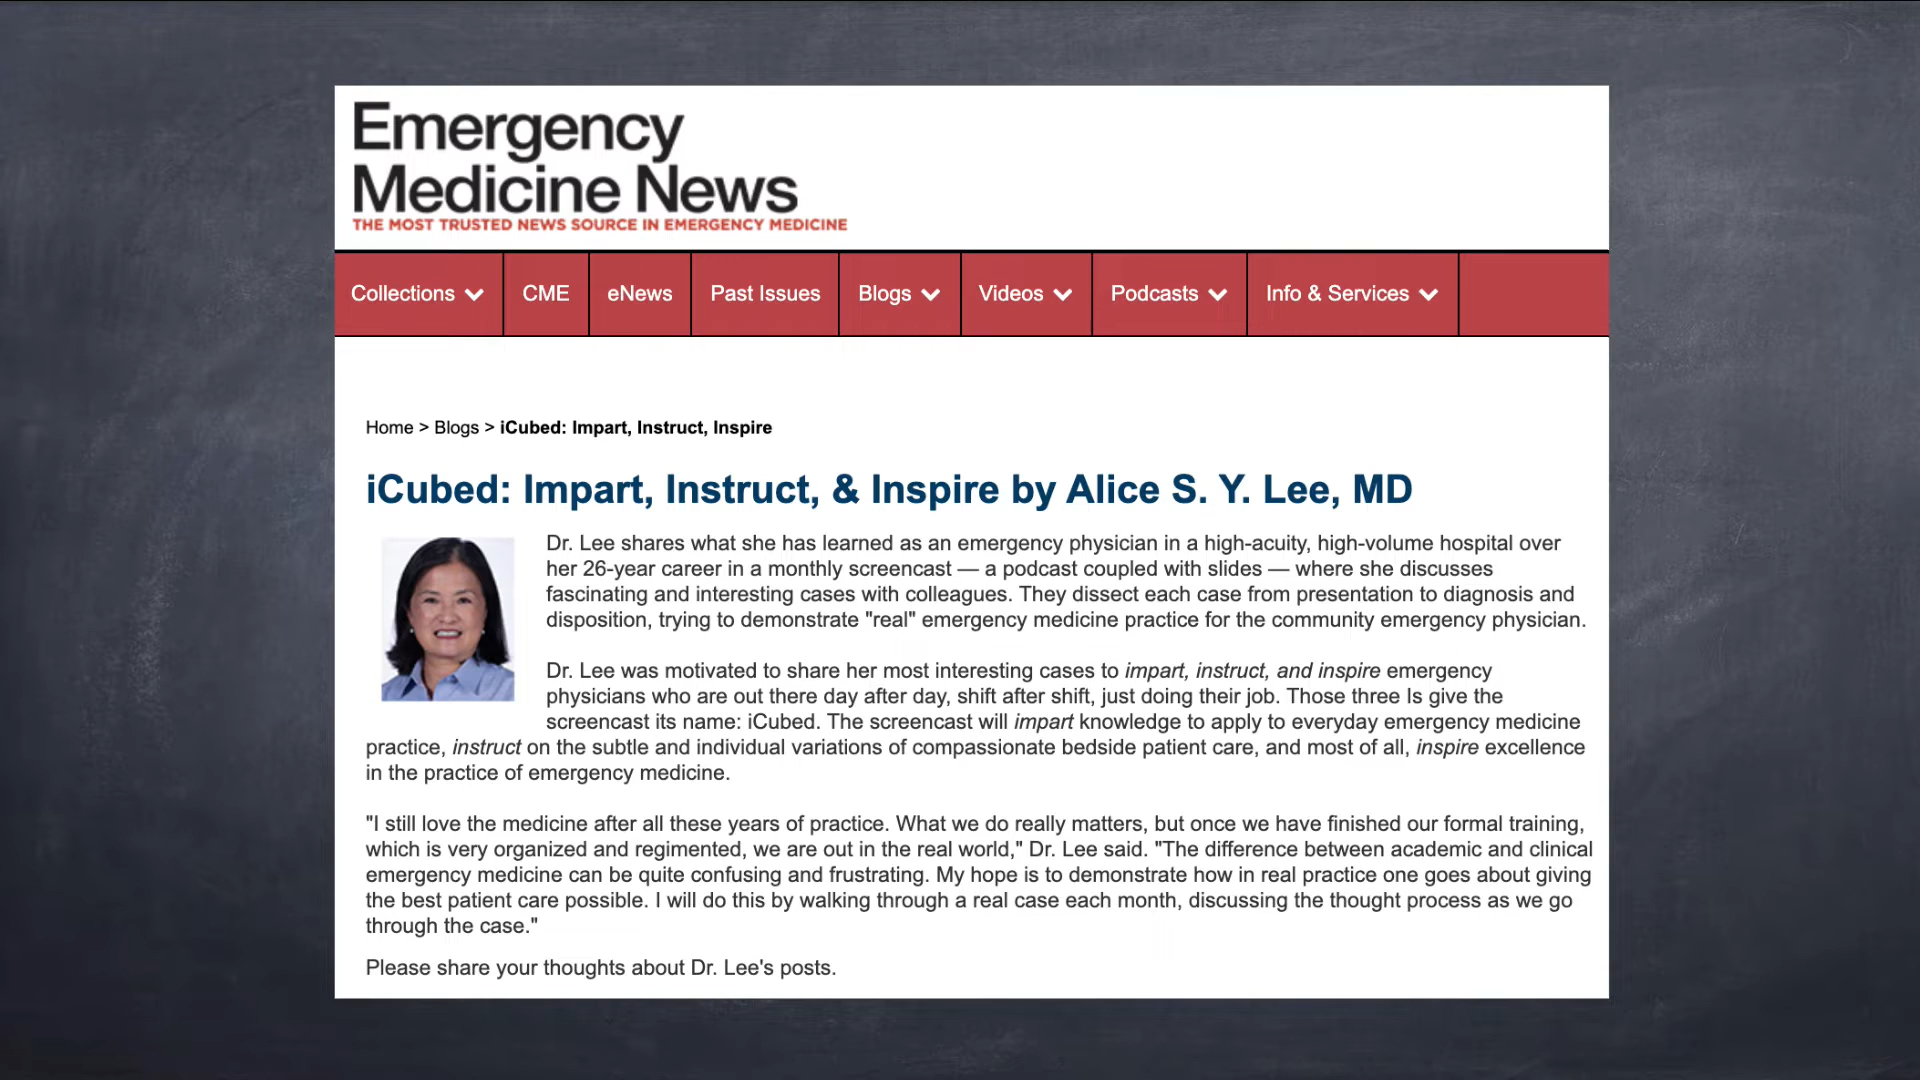 Emergency
Medicine News
THE MOST TRUSTED NEWS SOURCE IN EMERGENCY MEDICINE
Collections CME eNews Past Issues Blogs Videos Podcasts Info & Services
Home > Blogs > iCubed: Impart, Instruct, Inspire
iCubed: Impart, Instruct, & Inspire by Alice S. Y. Lee, MD
Dr. Lee shares what she has learned as an emergency physician in a high-acuity, high-volume hospital over
her 26-year career in a monthly screencast — a podcast coupled with slides — where she discusses
fascinating and interesting cases with colleagues. They dissect each case from presentation to diagnosis and
disposition, trying to demonstrate "real" emergency medicine practice for the community emergency physician.
Dr. Lee was motivated to share her most interesting cases to impart, instruct, and inspire emergency
physicians who are out there day after day, shift after shift, just doing their job. Those three Is give the
screencast its name: iCubed. The screencast will impart knowledge to apply to everyday emergency medicine
practice, instruct on the subtle and individual variations of compassionate bedside patient care, and most of all, inspire excellence
in the practice of emergency medicine.
"I still love the medicine after all these years of practice. What we do really matters, but once we have finished our formal training,
which is very organized and regimented, we are out in the real world," Dr. Lee said. "The difference between academic and clinical
emergency medicine can be quite confusing and frustrating. My hope is to demonstrate how in real practice one goes about giving
the best patient care possible. I will do this by walking through a real case each month, discussing the thought process as we go
through the case."
Please share your thoughts about Dr. Lee's posts.